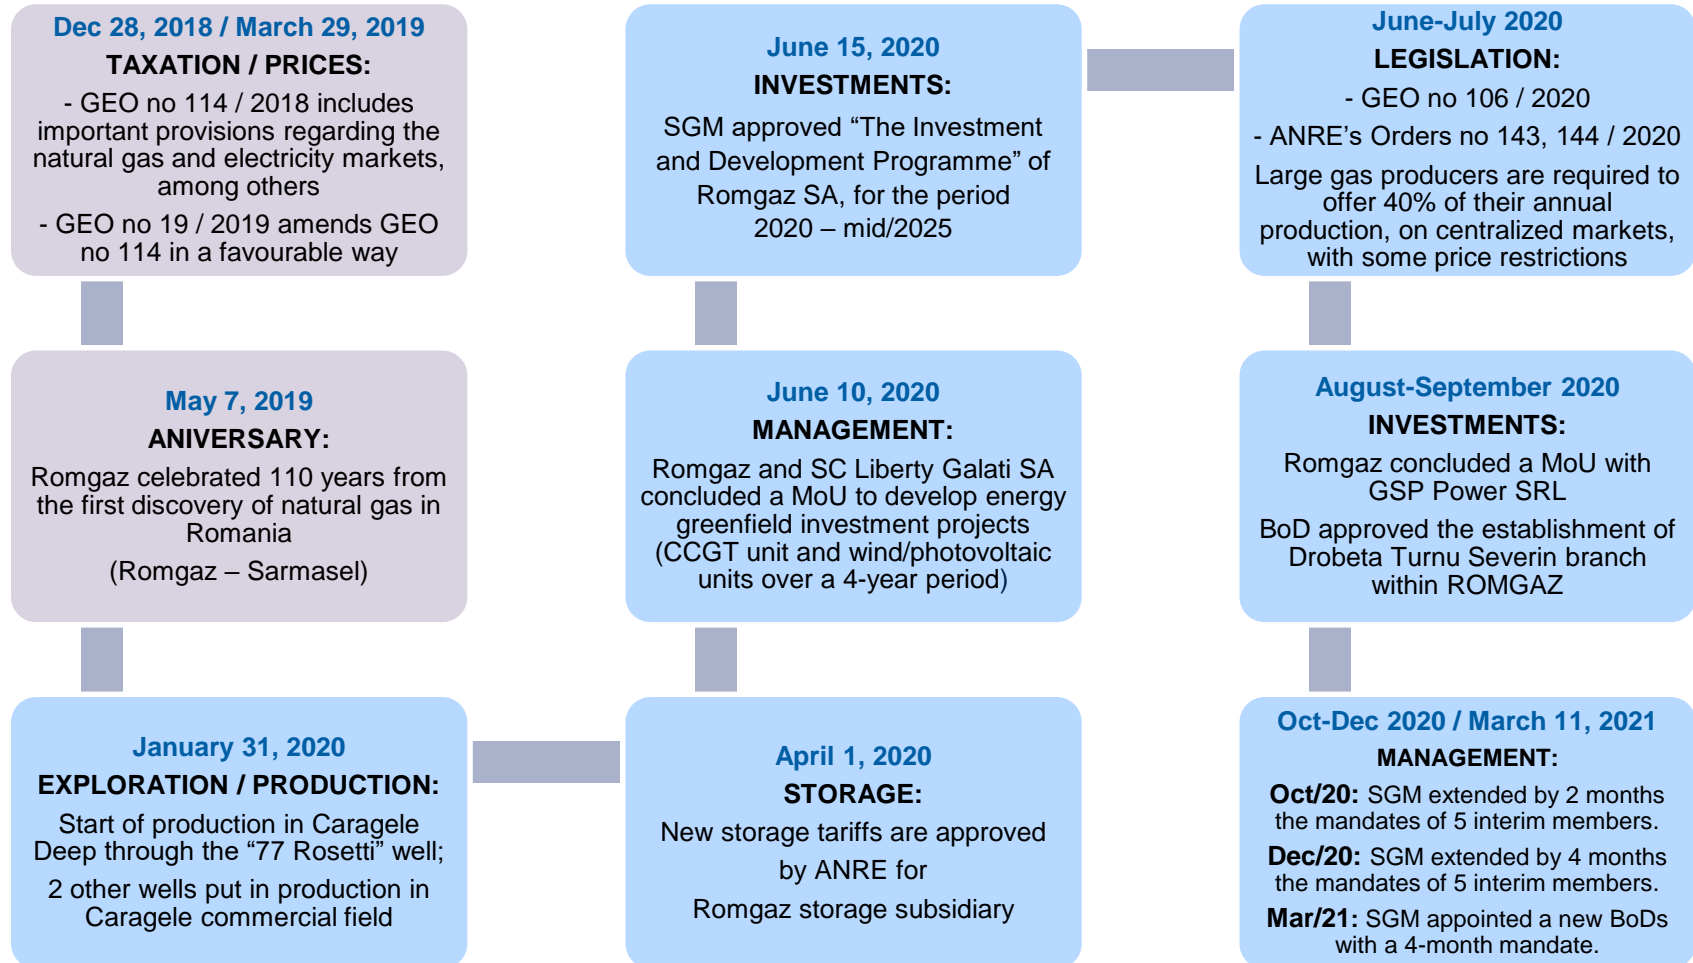 Dec 28, 2018 / March 29, 2019
TAXATION / PRICES:
- GEO no 114 / 2018 includes
important provisions regarding the
natural gas and electricity markets,
among others
- GEO no 19 / 2019 amends GEO
no 114 in a favourable way
May 7, 2019
ANIVERSARY:
Romgaz celebrated 110 years from
the first discovery of natural gas in
Romania
(Romgaz – Sarmasel)
January 31, 2020
EXPLORATION / PRODUCTION:
Start of production in Caragele
Deep through the “77 Rosetti” well;
2 other wells put in production in
Caragele commercial field
April 1, 2020
STORAGE:
New storage tariffs are approved
by ANRE for
Romgaz storage subsidiary
June 10, 2020
MANAGEMENT:
Romgaz and SC Liberty Galati SA
concluded a MoU to develop energy
greenfield investment projects
(CCGT unit and wind/photovoltaic
units over a 4-year period)
June 15, 2020
INVESTMENTS:
SGM approved “The Investment
and Development Programme” of
Romgaz SA, for the period
2020 – mid/2025
June-July 2020
LEGISLATION:
- GEO no 106 / 2020
- ANRE’s Orders no 143, 144 / 2020
Large gas producers are required to
offer 40% of their annual
production, on centralized markets,
with some price restrictions
August-September 2020
INVESTMENTS:
Romgaz concluded a MoU with
GSP Power SRL
BoD approved the establishment of
Drobeta Turnu Severin branch
within ROMGAZ
Oct-Dec 2020 / March 11, 2021
MANAGEMENT:
Oct/20: SGM extended by 2 months
the mandates of 5 interim members.
Dec/20: SGM extended by 4 months
the mandates of 5 interim members.
Mar/21: SGM appointed a new BoDs
with a 4-month mandate.